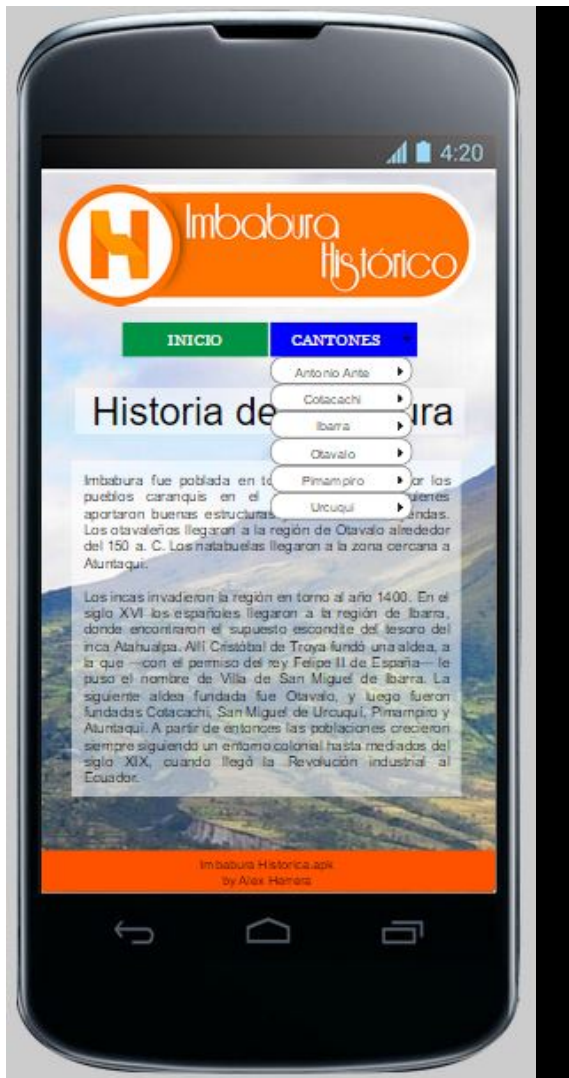 4:20
Imbabura
Histórico
INICIO CANTONES
Antonio Ante
Cotacachi
Ibarra
Otavalo
Pimampiro
Urcuqui
Historia de ura
Imbabura fue poblada en por los
pueblos caranquis en el quienes
aportaron buenas estructuras endas.
Los otavaleños llegaron a la región de Otavalo alrededor
del 150 a. C. Los natabuelas llegaron a la zona cercana a
Atuntaqui.
Los incas invadieron la región en torno al año 1400. En el
siglo XVI los españoles llegaron a la región de Ibarra,
donde encontraron el supuesto escondite del tesoro del
inca Atahualpa. Allí Cristóbal de Troya fundó una aldea, a
la que —con el permiso del rey Felipe II de España— le
puso el nombre de Villa de San Miguel de Ibarra. La
siguiente aldea fundada fue Otavalo, y luego fueron
fundadas Cotacachi, San Miguel de Urcuquí, Pimampiro y
Atuntaqui. A partir de entonces las poblaciones crecieron
siempre siguiendo un entorno colonial hasta mediados del
siglo XIX, cuando llegó la Revolución industrial al
Ecuador.
Imbabura Historica.apk
by Alex Herrera